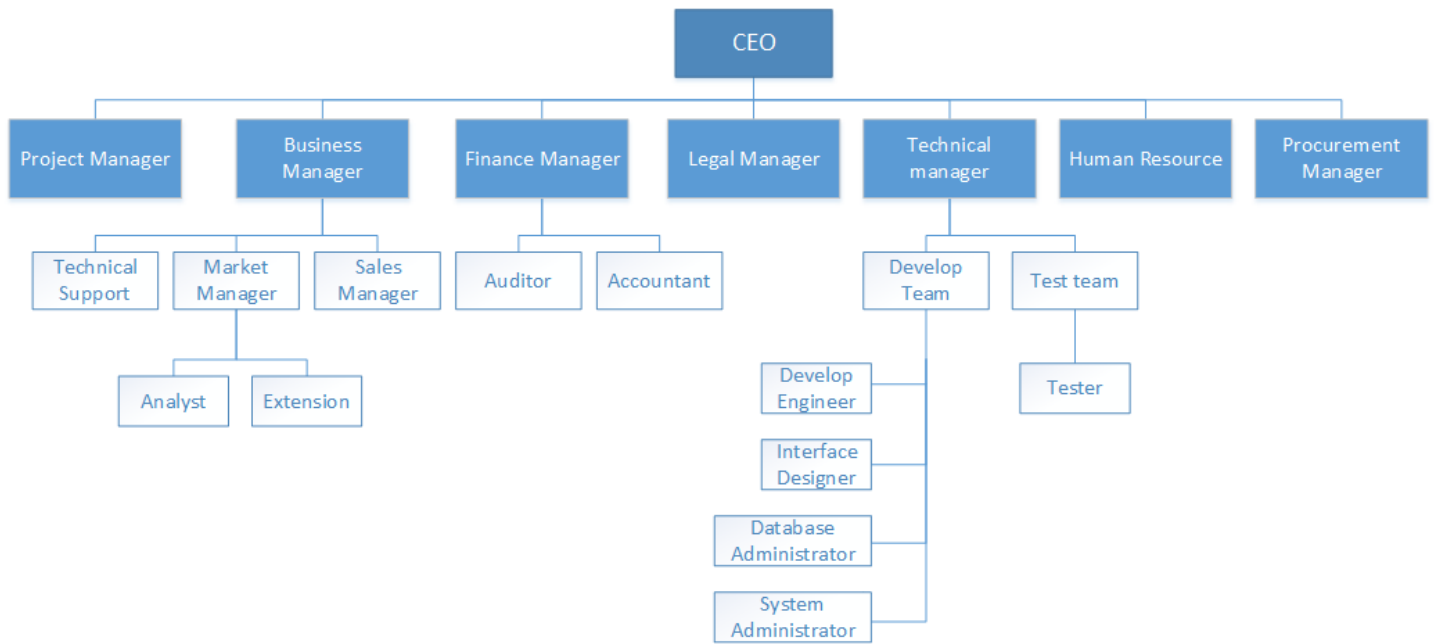 CEO
Project Manager
Business
Manager
Finance Manager
Legal Manager
Technical
manager
Human Resource
Procurement
Manager
Technical
Support
Market
Manager
Sales
Manager
Auditor
Accountant
Develop
Team
Test team
Analyst
Extension
Develop
Engineer
Tester
Interface
Designer
Database
Administrator
System
Administrator